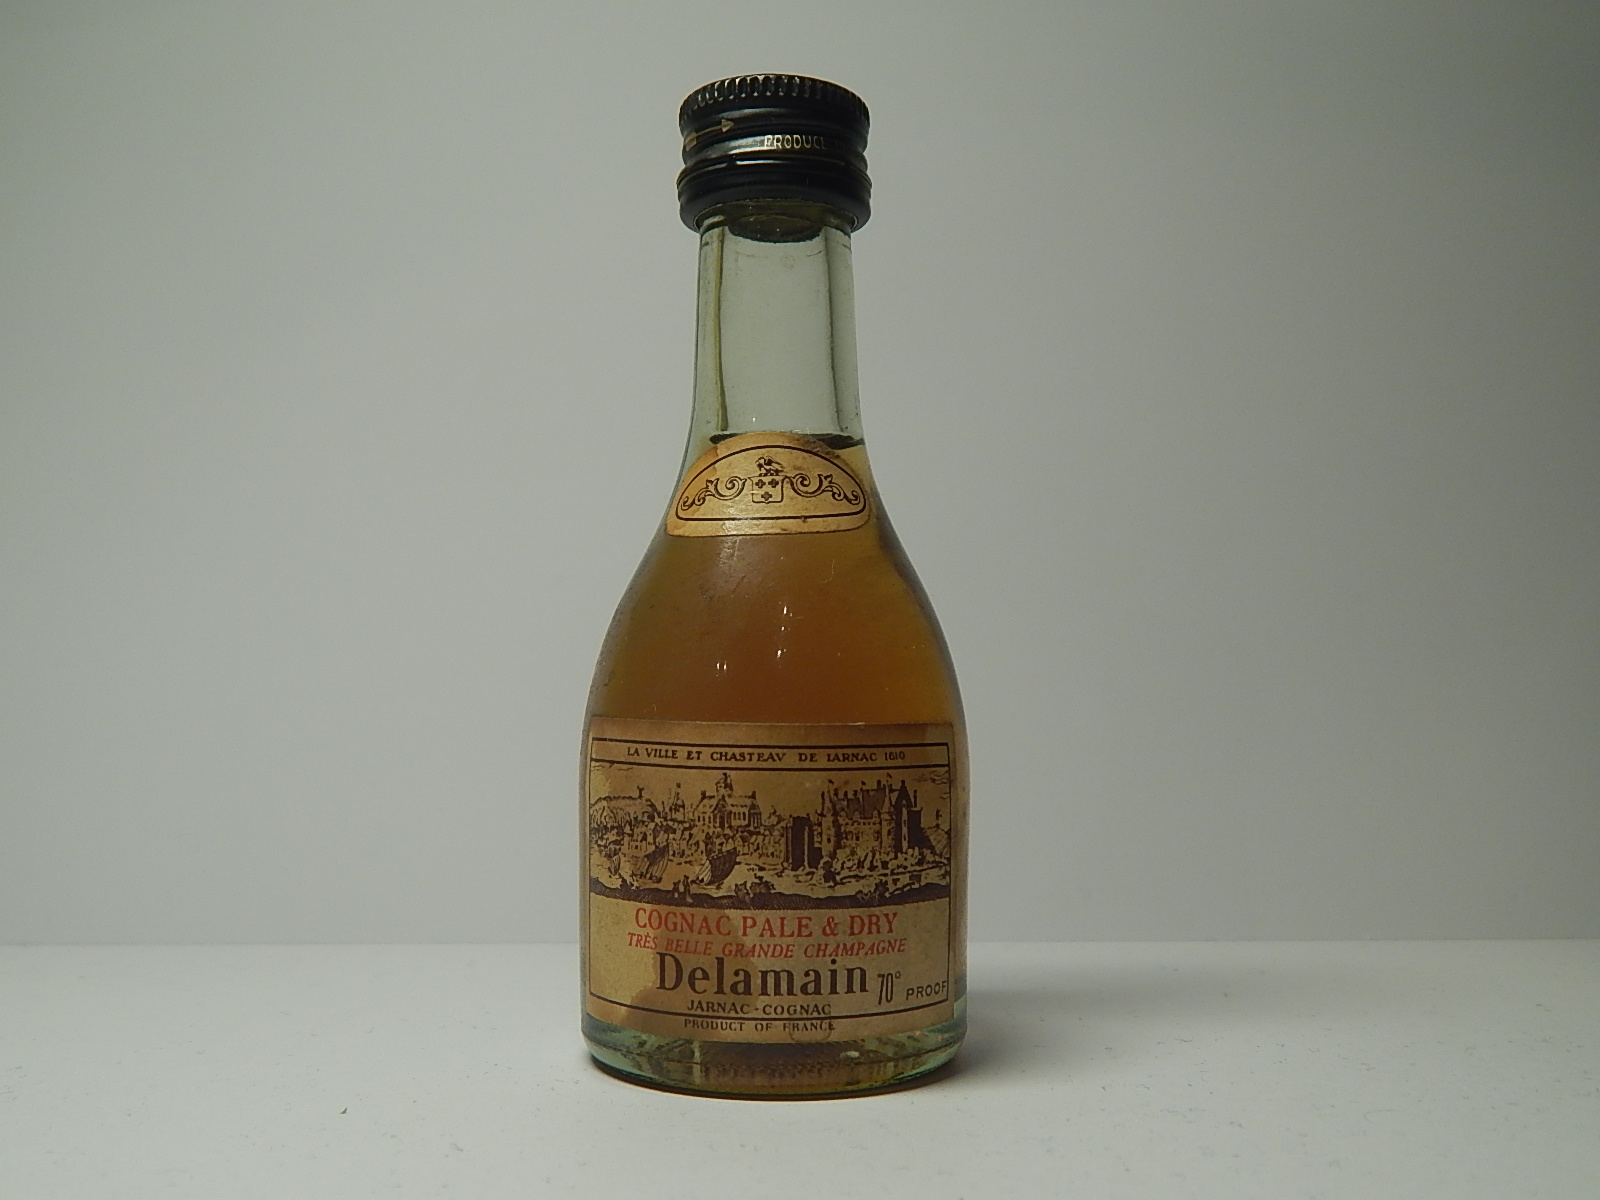 PRODUCE
LA VILLE ET CHASTEAV DE IARNAC 1610
COGNAC PALE & DRY
TRÈS BELLE GRANDE CHAMPAGNE
Delamain 70° PROOF
JARNAC-COGNAC
PRODUCT OF FRANCE